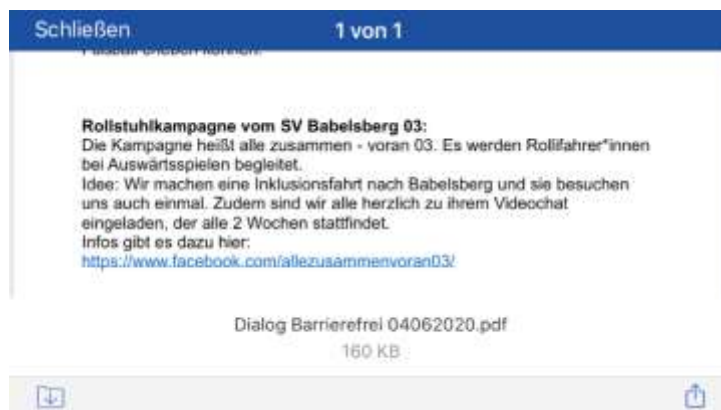 Schließen
1 von 1
Rollstuhlkampagne vom SV Babelsberg 03:
Die Kampagne heißt alle zusammen - voran 03. Es werden Rollifahrer*innen
bei Auswärtsspielen begleitet.
Idee: Wir machen eine Inklusionsfahrt nach Babelsberg und sie besuchen
uns auch einmal. Zudem sind wir alle herzlich zu ihrem Videochat
eingeladen, der alle 2 Wochen stattfindet.
Infos gibt es dazu hier:
https://www.facebook.com/allezusammenvoran03/
Dialog Barrierefrei 04062020.pdf
160 KB